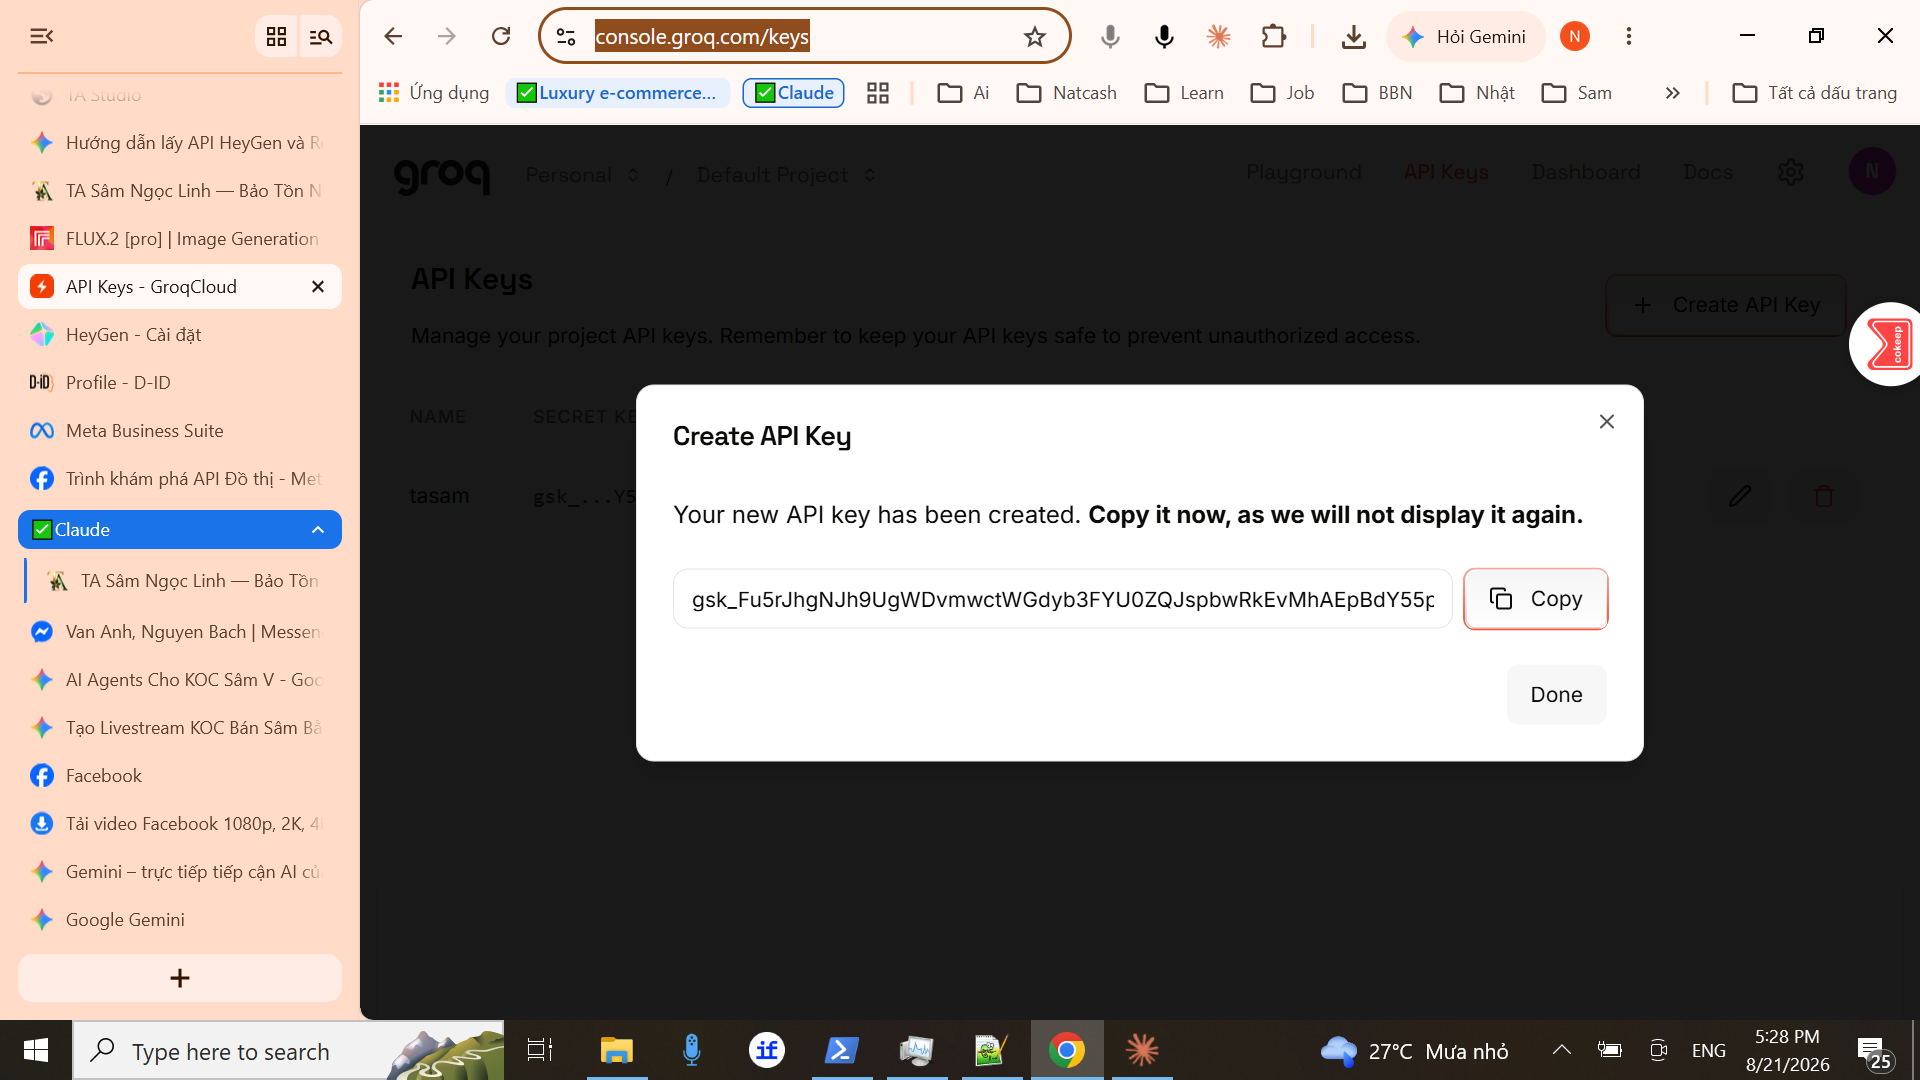 console.groq.com/keys
Hỏi Gemini
N
Ứng dụng
✅Luxury e-commerce...
✅Claude
Ai
Natcash
Learn
Job
BBN
Nhật
Sam
Tất cả dấu trang
TA Studio
Hướng dẫn lấy API HeyGen và R
TA Sâm Ngọc Linh — Bảo Tồn N
FLUX.2 [pro] | Image Generation
API Keys - GroqCloud
HeyGen - Cài đặt
D-iD Profile - D-ID
Meta Business Suite
Trình khám phá API Đồ thị - Met
✅Claude
TA Sâm Ngọc Linh — Bảo Tồn
Van Anh, Nguyen Bach | Messen
AI Agents Cho KOC Sâm V - Goo
Tạo Livestream KOC Bán Sâm Bằ
Facebook
Tải video Facebook 1080p, 2K, 4
Gemini – trực tiếp tiếp cận AI củ
Google Gemini
groq
Personal / Default Project
Playground
API Keys
Dashboard
Docs
N
API Keys
Manage your project API keys. Remember to keep your API keys safe to prevent unauthorized access.
Create API Key
cokeep
NAME
SECRET KE
tasam
gsk_...Y5
Create API Key
Your new API key has been created. Copy it now, as we will not display it again.
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
Copy
Done
Type here to search
if
27°C Mưa nhỏ
ENG
5:28 PM
8/21/2026
25